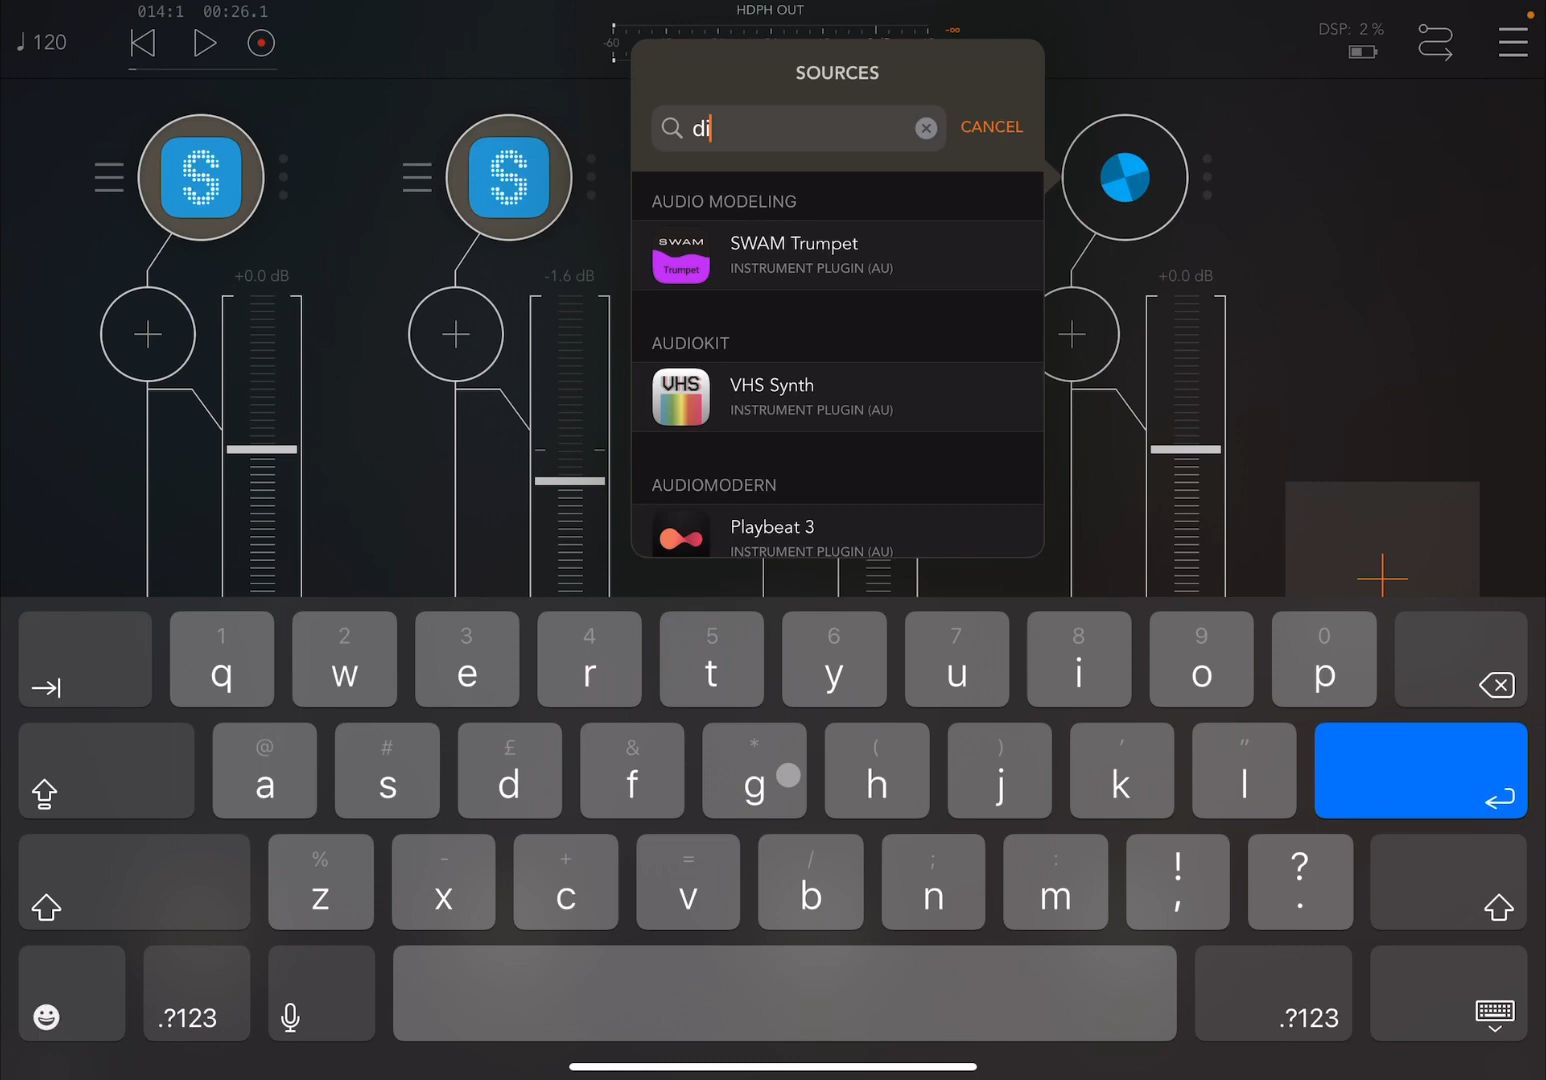 014:1 00:26.1
♩ 120
HDPH OUT
-60
-∞
DSP: 2 %
SOURCES
di
CANCEL
AUDIO MODELING
SWAM
Trumpet
SWAM Trumpet
INSTRUMENT PLUGIN (AU)
AUDIOKIT
VHS
VHS Synth
INSTRUMENT PLUGIN (AU)
AUDIOMODERN
Playbeat 3
INSTRUMENT PLUGIN (AU)
S
S
+0.0 dB
-1.6 dB
+0.0 dB
1 2 3 4 5 6 7 8 9 0
q w e r t y u i o p
@ # £ & * ( ) ' "
a s d f g h j k l
% - + = / ; : ! ?
z x c v b n m , .
.?123
.?123